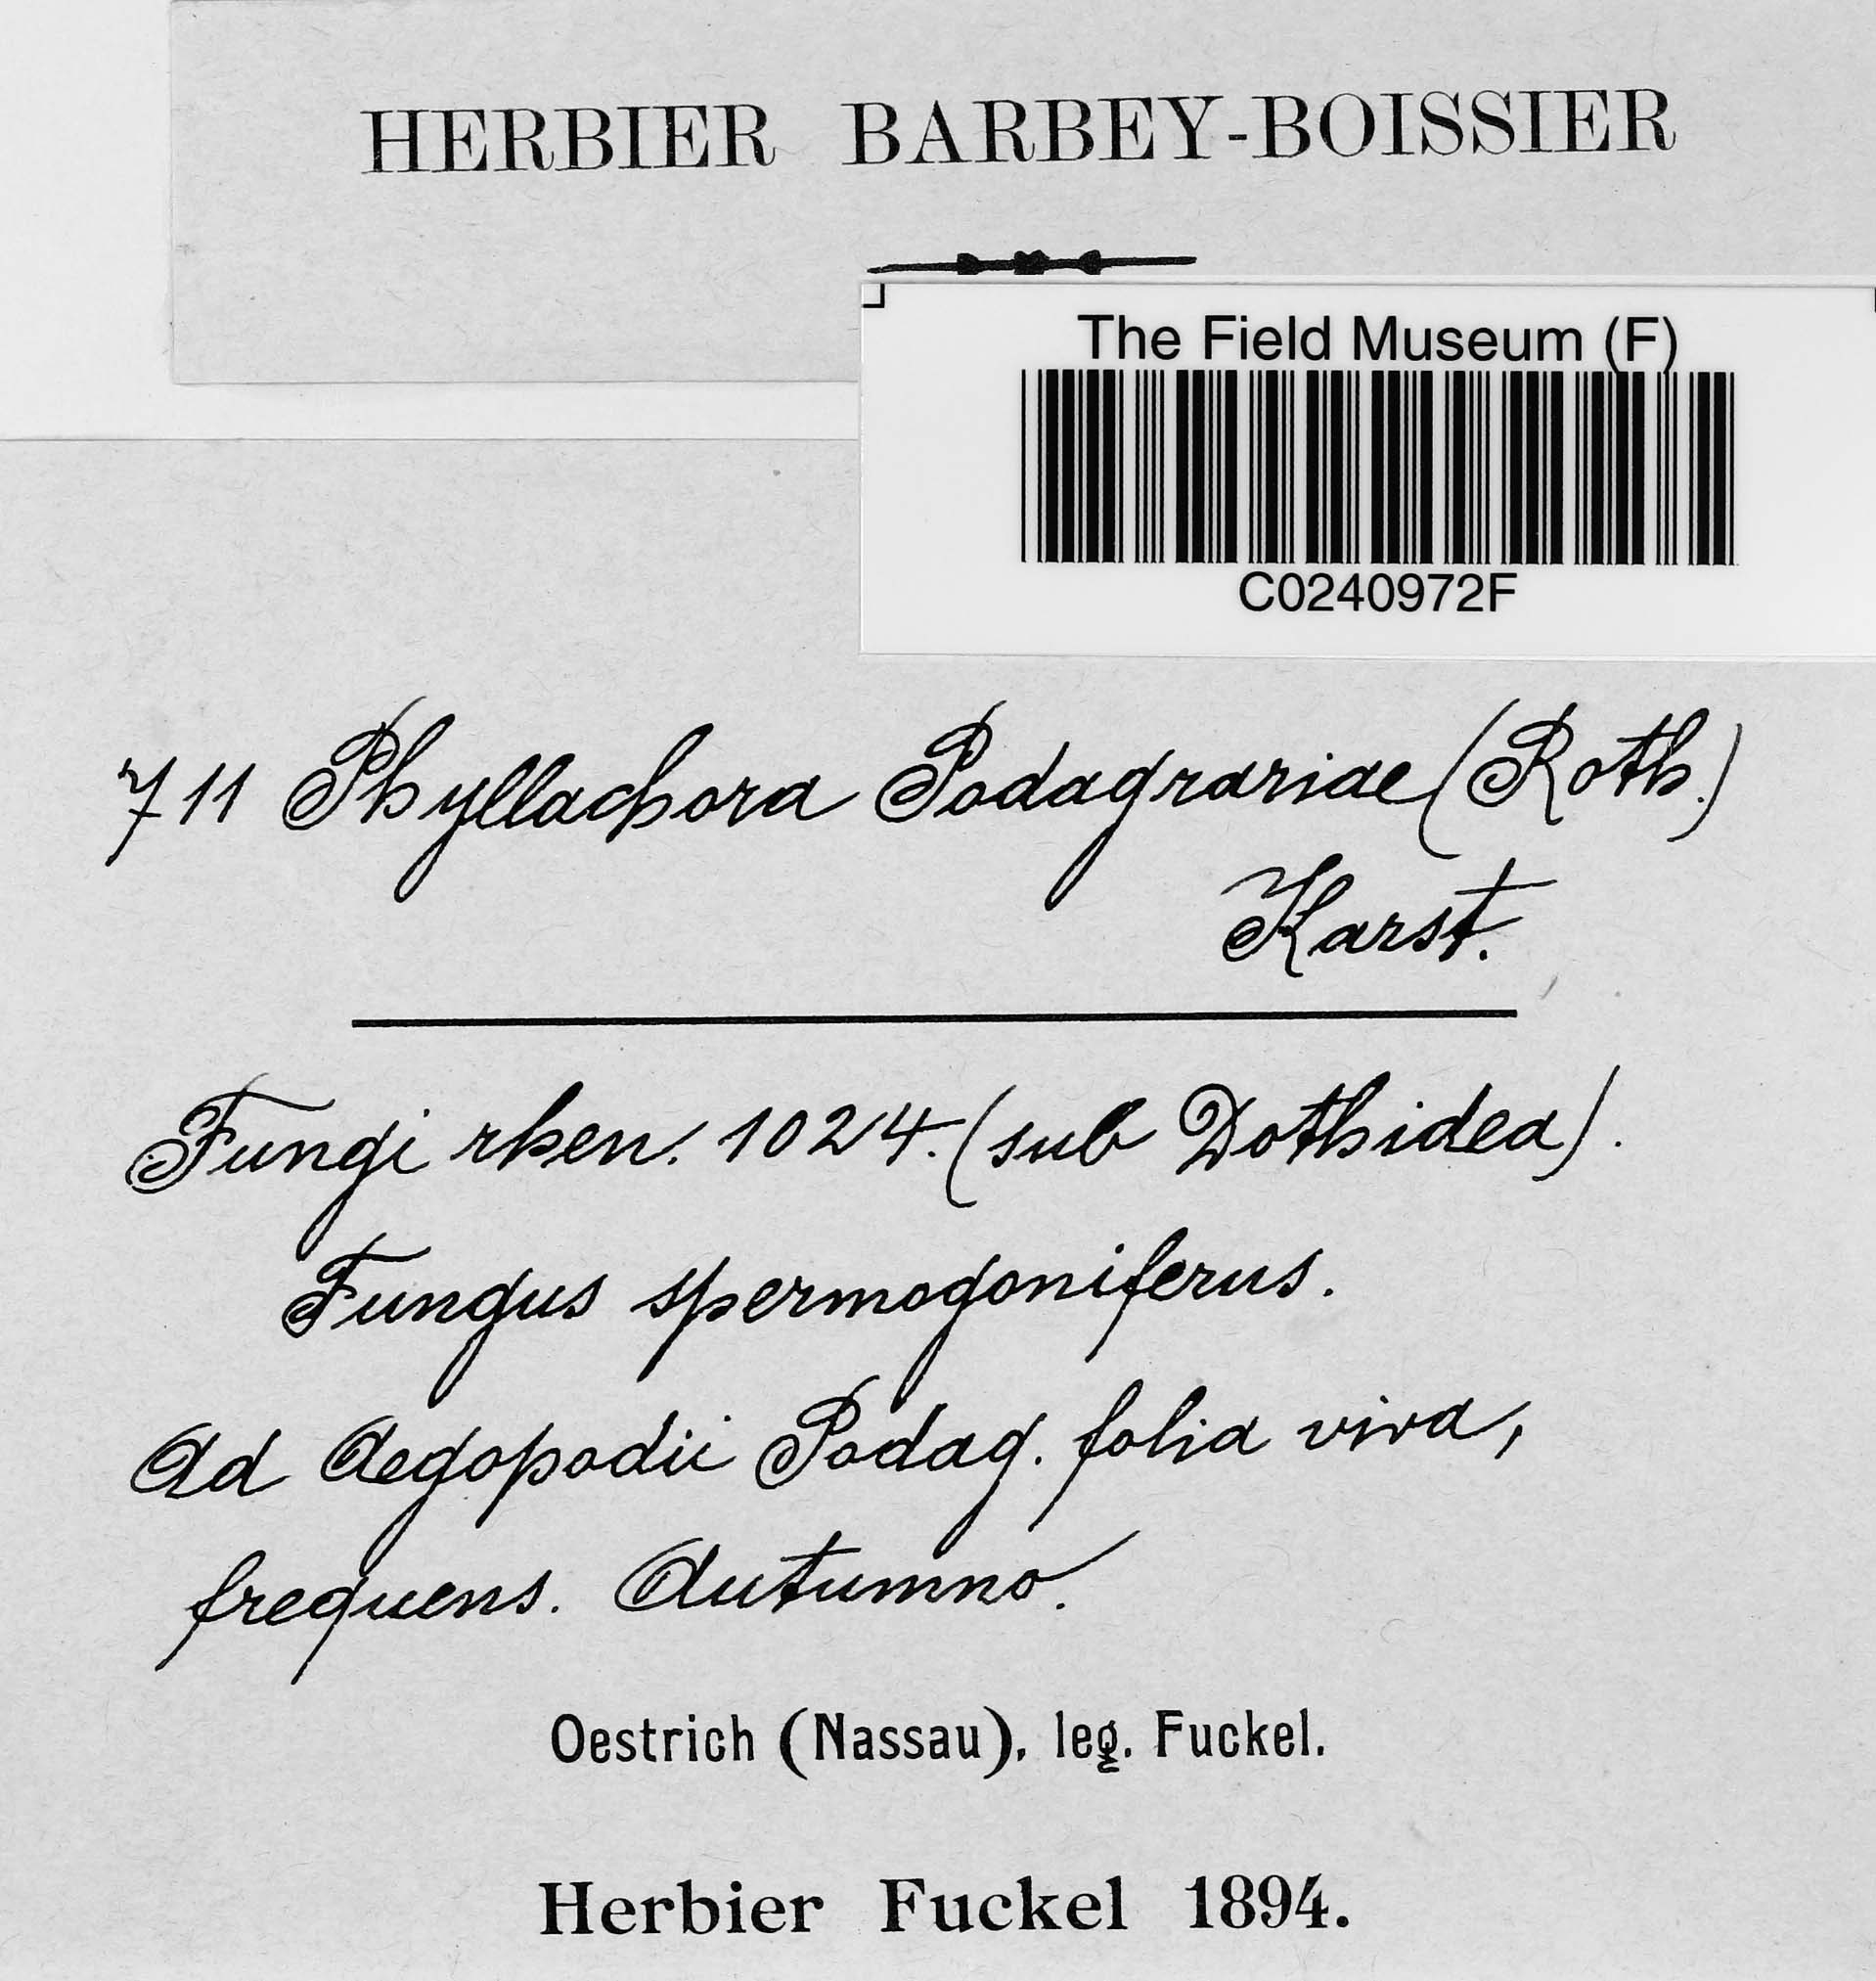 HERBIER BARBEY-BOISSIER
The Field Museum (F)
C0240972F
711 Phyllachora Podagrariae (Roth.)
Karst.
Fungi rhen. 1024. (sub Dothidea).
Fungus spermogoniferus.
Ad Aegopodii Podag. folia viva,
frequens. Autumno.
Oestrich (Nassau), leg. Fuckel.
Herbier Fuckel 1894.